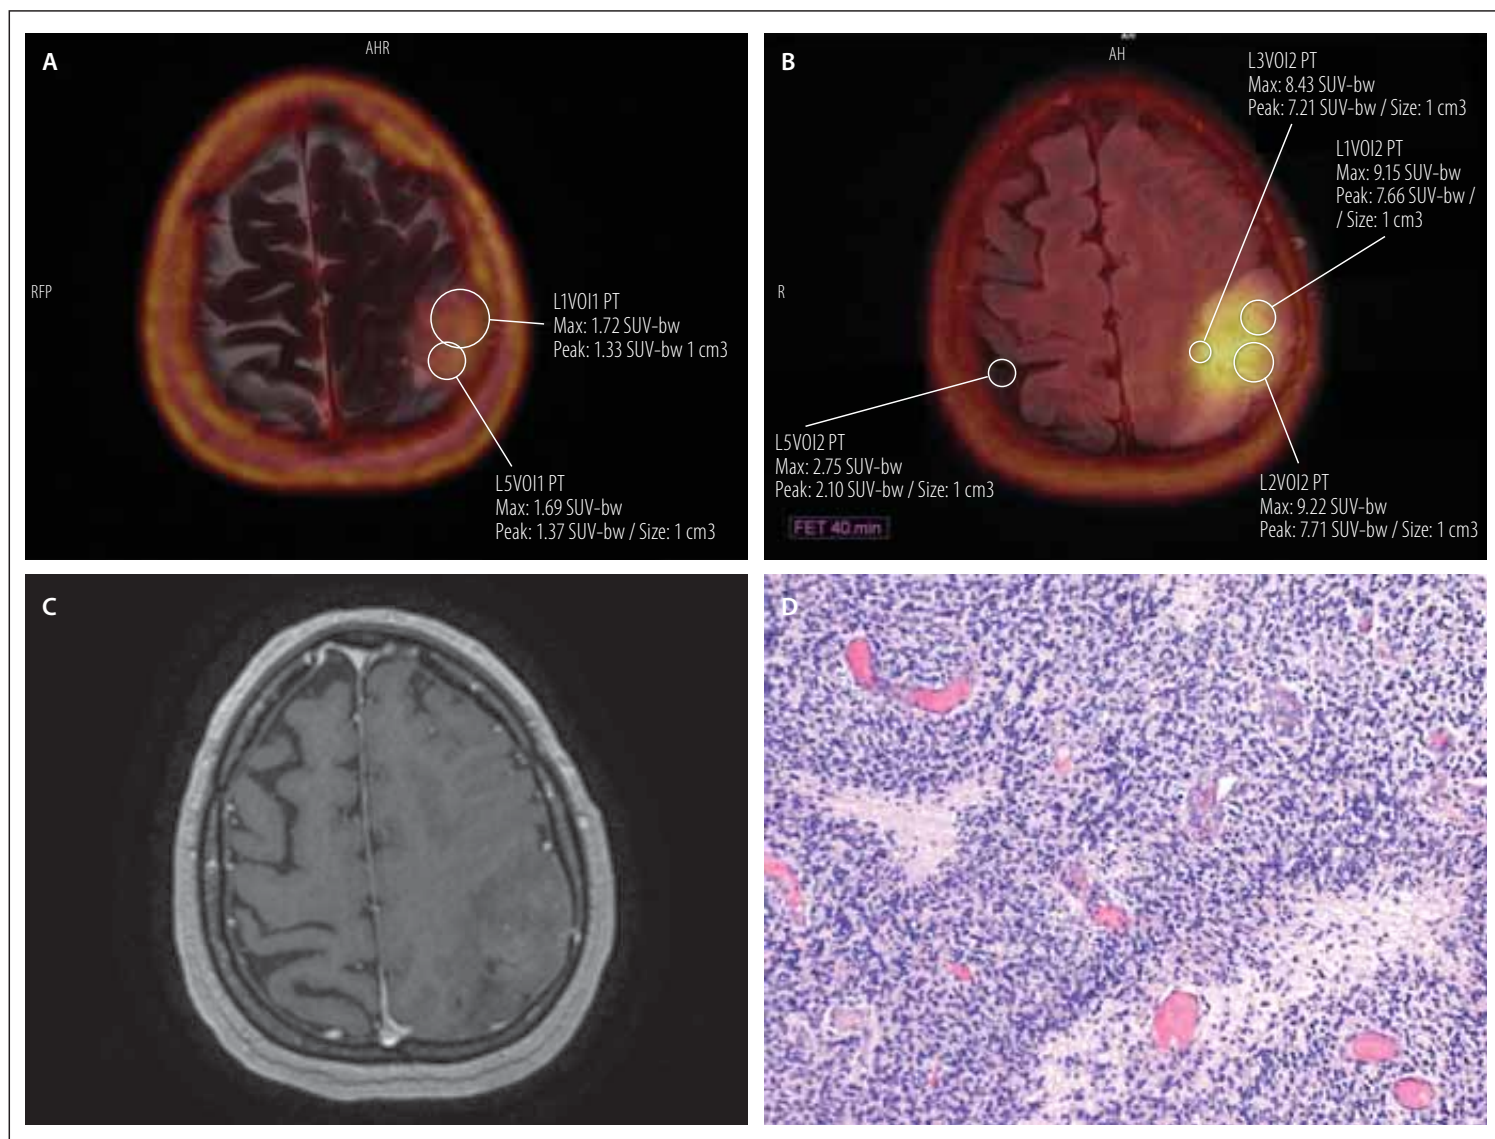 A
AHR
RFP
L1VOI1 PT
Max: 1.72 SUV-bw
Peak: 1.33 SUV-bw 1 cm3
L5VOI1 PT
Max: 1.69 SUV-bw
Peak: 1.37 SUV-bw / Size: 1 cm3
B
AH
R
L3VOI2 PT
Max: 8.43 SUV-bw
Peak: 7.21 SUV-bw / Size: 1 cm3
L1VOI2 PT
Max: 9.15 SUV-bw
Peak: 7.66 SUV-bw /
/ Size: 1 cm3
L5VOI2 PT
Max: 2.75 SUV-bw
Peak: 2.10 SUV-bw / Size: 1 cm3
L2VOI2 PT
Max: 9.22 SUV-bw
Peak: 7.71 SUV-bw / Size: 1 cm3
FET 40 min
C
D